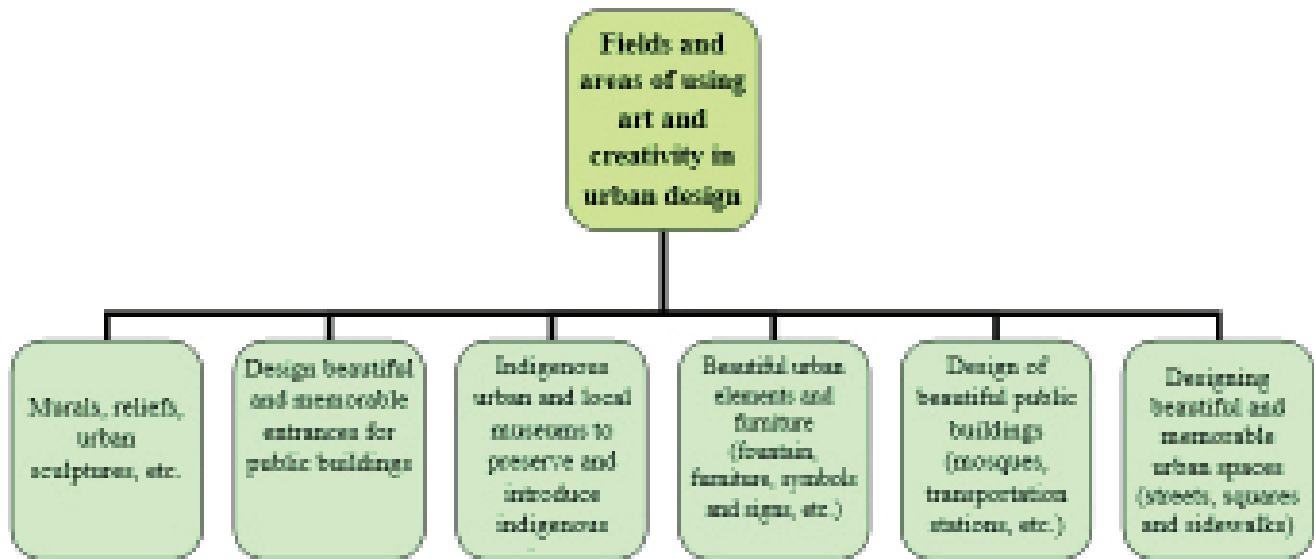 Fields and
areas of using
art and
creativity in
urban design
Murals, reliefs,
urban
sculptures, etc.
Design beautiful
and memorable
entrances for
public buildings
Indigenous
urban and local
museums to
preserve and
introduce
indigenous
Beautiful urban
elements and
furniture
(fountain,
furniture, symbols
and signs, etc.)
Design of
beautiful public
buildings
(mosques,
transportation
stations, etc.)
Designing
beautiful and
memorable
urban spaces
(streets, squares
and sidewalks)